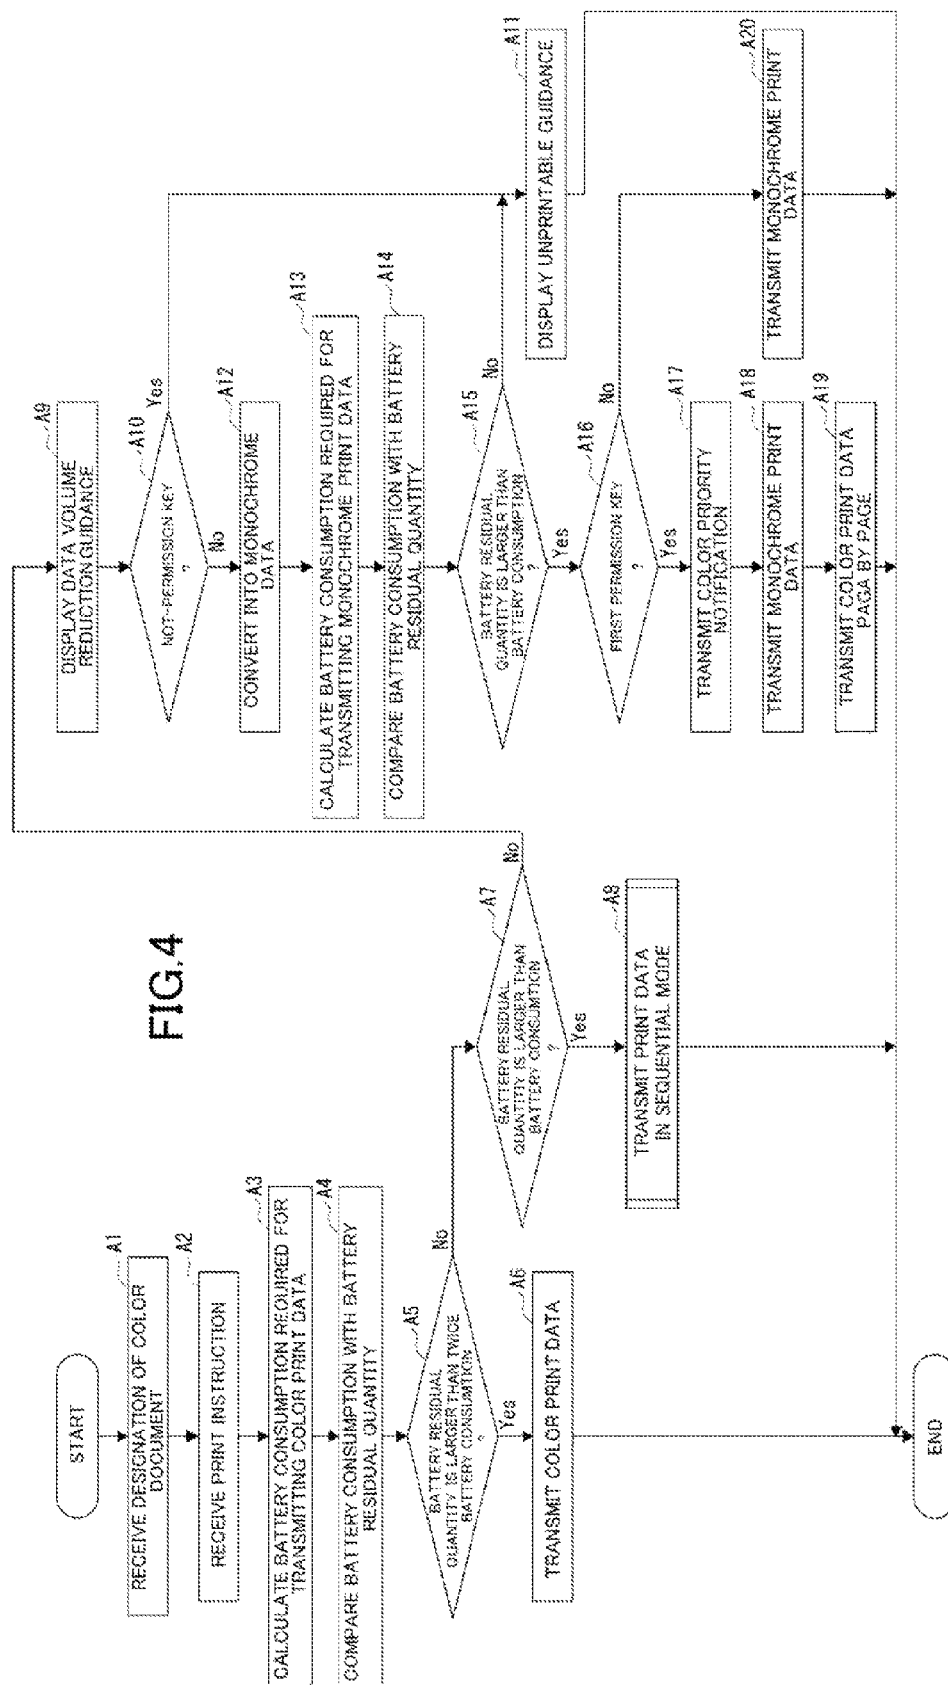 FIG.4
START
A1
RECEIVE DESIGNATION OF COLOR
DOCUMENT
A2
RECEIVE PRINT INSTRUCTION
A3
CALCULATE BATTERY CONSUMPTION REQUIRED FOR
TRANSMITTING COLOR PRINT DATA
A4
COMPARE BATTERY CONSUMPTION WITH BATTERY
RESIDUAL QUANTITY
A5
BATTERY RESIDUAL
QUANTITY IS LARGER THAN TWICE
BATTERY CONSUMTION
?
No
Yes
A6
TRANSMIT COLOR PRINT DATA
A7
BATTERY RESIDUAL
QUANTITY IS LARGER THAN
BATTERY CONSUMTION
?
No
Yes
A8
TRANSMIT PRINT DATA
IN SEQUENTIAL MODE
A9
DISPLAY DATA VOLUME
REDUCTION GUIDANCE
A10
NOT-PERMISSION KEY
?
Yes
No
A12
CONVERT INTO MONOCHROME
DATA
A13
CALCULATE BATTERY CONSUMPTION REQUIRED FOR
TRANSMITTING MONOCHROME PRINT DATA
A14
COMPARE BATTERY CONSUMPTION WITH BATTERY
RESIDUAL QUANTITY
A15
BATTERY RESIDUAL
QUANTITY IS LARGER THAN
BATTERY CONSUMPTION
?
No
Yes
A11
DISPLAY UNPRINTABLE GUIDANCE
A16
FIRST PERMISSION KEY
?
No
Yes
A17
TRANSMIT COLOR PRIORITY
NOTIFICATION
A18
TRANSMIT MONOCHROME PRINT
DATA
A19
TRANSMIT COLOR PRINT DATA
PAGA BY PAGE
A20
TRANSMIT MONOCHROME PRINT
DATA
END